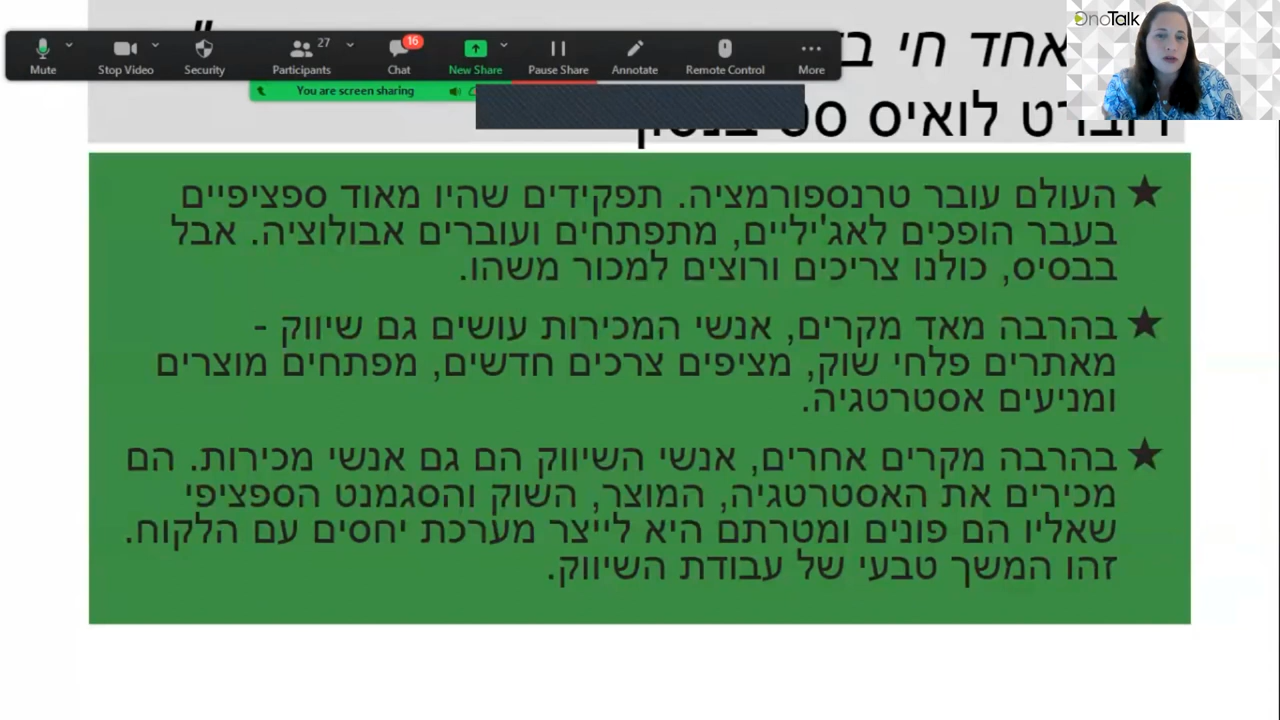 Mute
Stop Video
Security
Participants 27
Chat 16
New Share
Pause Share
Annotate
Remote Control
More
You are screen sharing
OnoTalk
אחד חי
לואיס
העולם עובר טרנספורמציה. תפקידים שהיו מאוד ספציפיים
בעבר הופכים לאג'יליים, מתפתחים ועוברים אבולוציה. אבל
בבסיס, כולנו צריכים ורוצים למכור משהו.
בהרבה מאד מקרים, אנשי המכירות עושים גם שיווק -
מאתרים פלחי שוק, מציפים צרכים חדשים, מפתחים מוצרים
ומניעים אסטרטגיה.
בהרבה מקרים אחרים, אנשי השיווק הם גם אנשי מכירות. הם
מכירים את האסטרטגיה, המוצר, השוק והסגמנט הספציפי
שאליו הם פונים ומטרתם היא לייצר מערכת יחסים עם הלקוח.
זהו המשך טבעי של עבודת השיווק.